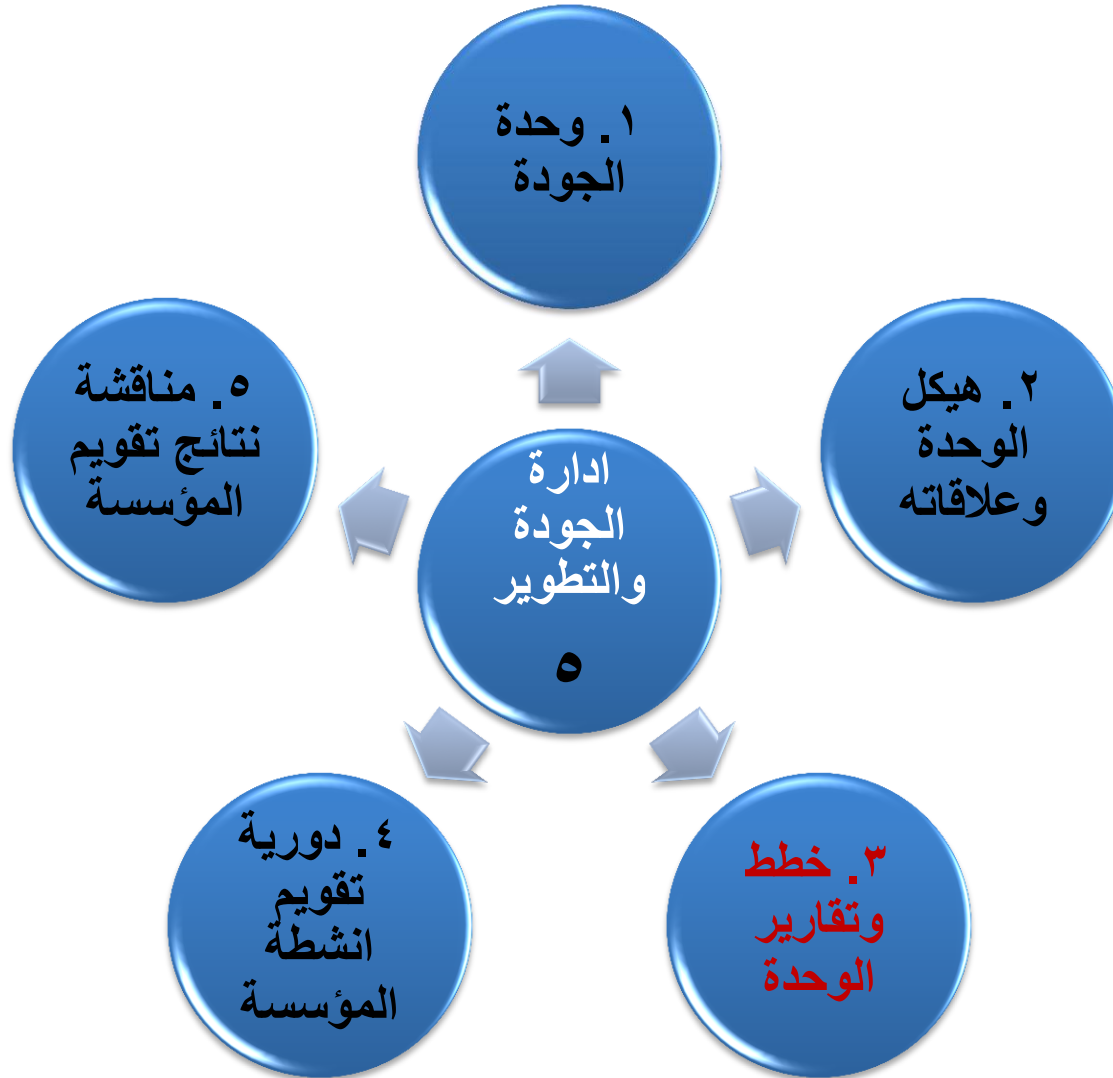 ١. وحدة
الجودة
٢. هيكل
الوحدة
وعلاقاته
٣. خطط
وتقارير
الوحدة
٤. دورية
تقويم
انشطة
المؤسسة
٥. مناقشة
نتائج تقويم
المؤسسة
ادارة
الجودة
والتطوير
٥